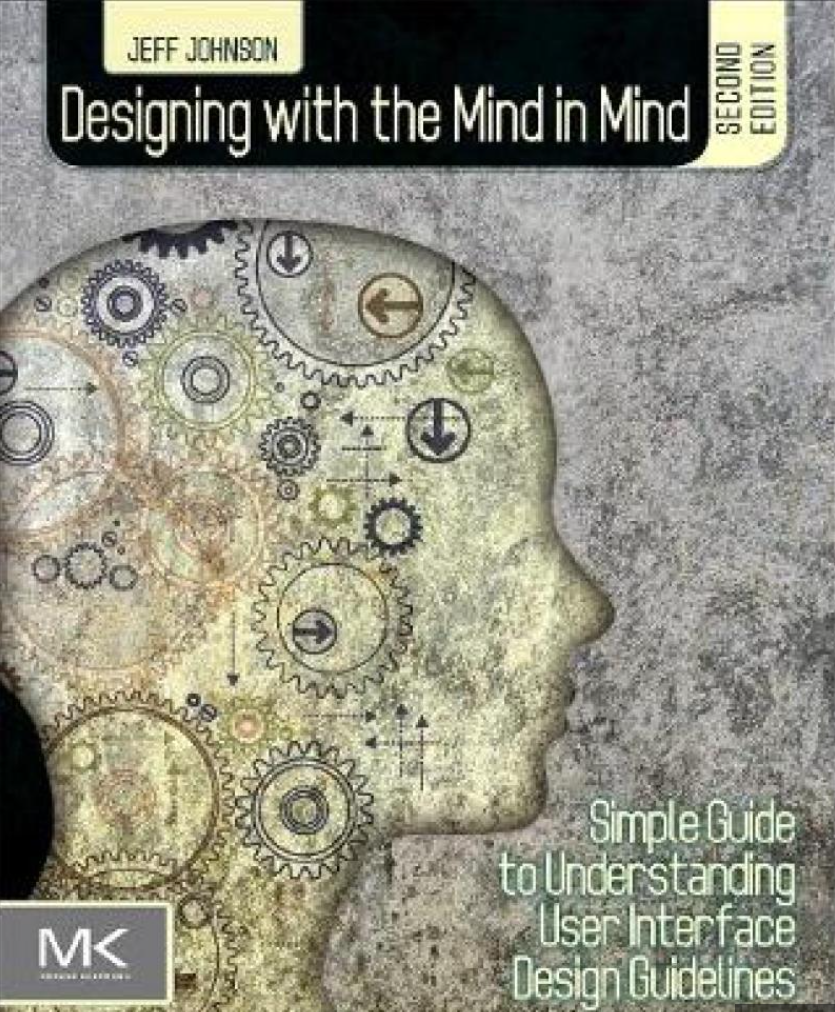 JEFF JOHNSON
Designing with the Mind in Mind
SECOND
EDITION
Simple Guide
to Understanding
User Interface
Design Guidelines
MK